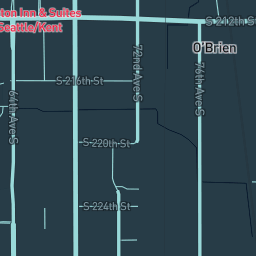 ton Inn & Suites
Seattle/Kent
S 212th St
O'Brien
S 216th St
72nd Ave S
76th Ave S
64th Ave S
S 220th St
S 224th St